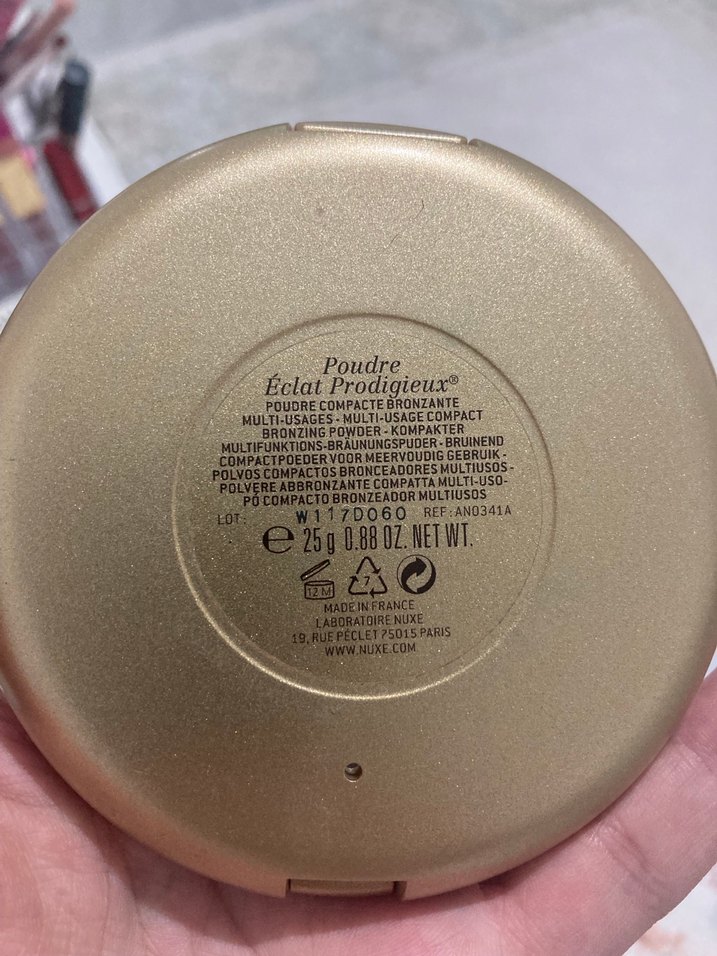 Poudre
Éclat Prodigieux®
POUDRE COMPACTE BRONZANTE
MULTI-USAGES - MULTI-USAGE COMPACT
BRONZING POWDER - KOMPAKTER
MULTIFUNKTIONS-BRÄUNUNGSPUDER - BRUINEND
COMPACTPOEDER VOOR MEERVOUDIG GEBRUIK -
POLVOS COMPACTOS BRONCEADORES MULTIUSOS -
POLVERE ABBRONZANTE COMPATTA MULTI-USO-
PÓ COMPACTO BRONZEADOR MULTIUSOS
LOT: W117D060 REF: AN0341A
e 25g 0.88 OZ. NET WT.
12 M 7
MADE IN FRANCE
LABORATOIRE NUXE
19, RUE PÉCLET 75015 PARIS
WWW.NUXE.COM